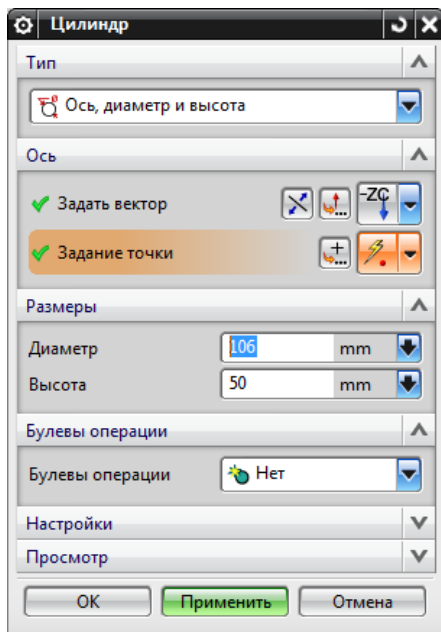 Цилиндр
Тип
Ось, диаметр и высота
Ось
Задать вектор
-ZC
Задание точки
Размеры
Диаметр 106 mm
Высота 50 mm
Булевы операции
Булевы операции Нет
Настройки
Просмотр
OK Применить Отмена